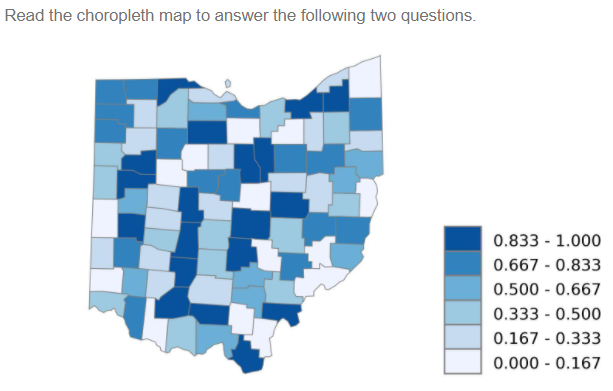 Read the choropleth map to answer the following two questions.
0.833 - 1.000
0.667 - 0.833
0.500 - 0.667
0.333 - 0.500
0.167 - 0.333
0.000 - 0.167